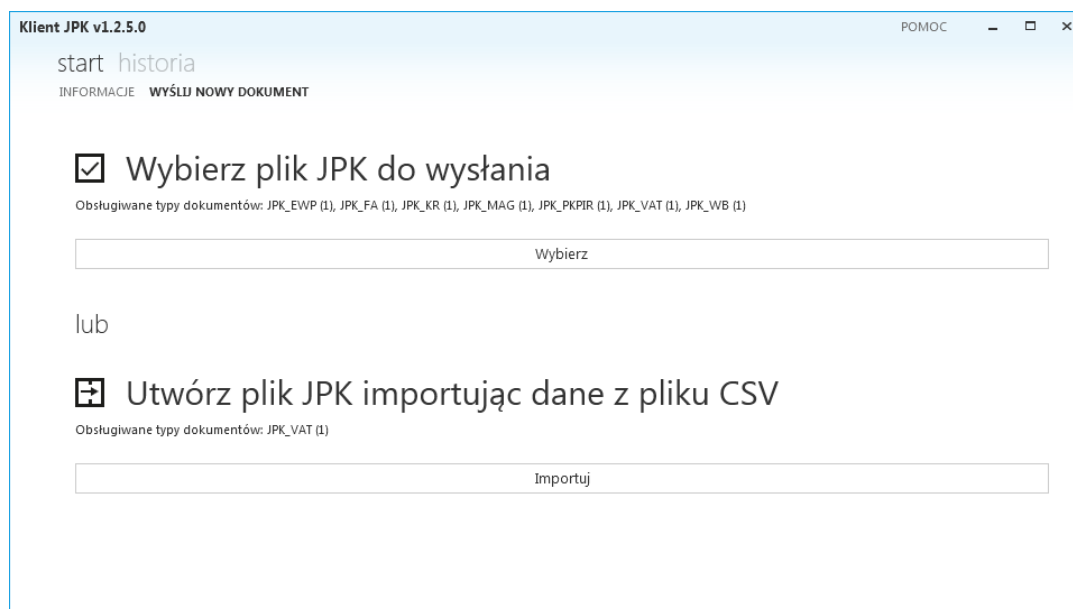 Klient JPK v1.2.5.0 POMOC
start historia
INFORMACJE WYŚLIJ NOWY DOKUMENT
Wybierz plik JPK do wysłania
Obsługiwane typy dokumentów: JPK_EWP (1), JPK_FA (1), JPK_KR (1), JPK_MAG (1), JPK_PKPIR (1), JPK_VAT (1), JPK_WB (1)
Wybierz
lub
Utwórz plik JPK importując dane z pliku CSV
Obsługiwane typy dokumentów: JPK_VAT (1)
Importuj